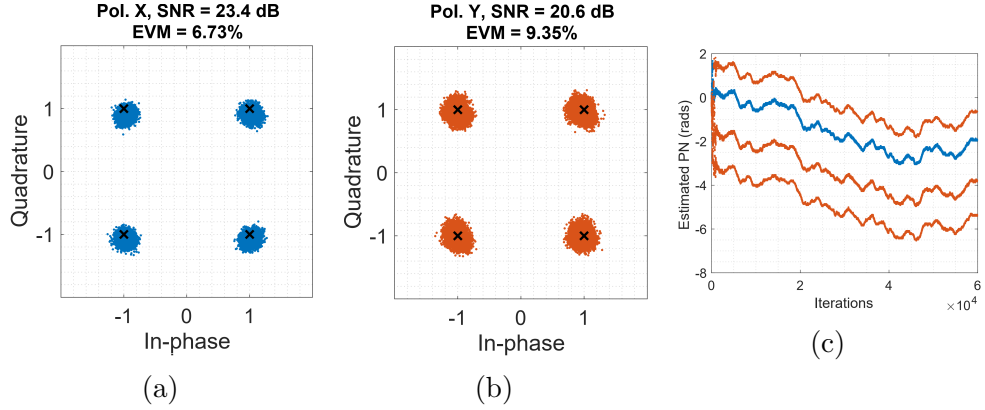 Pol. X, SNR = 23.4 dB
EVM = 6.73%
Quadrature
1
0
-1
-1
0
1
In-phase
(a)
Pol. Y, SNR = 20.6 dB
EVM = 9.35%
Quadrature
1
0
-1
-1
0
1
In-phase
(b)
Estimated PN (rads)
2
0
-2
-4
-6
-8
0
2
4
6
Iterations
×10⁴
(c)